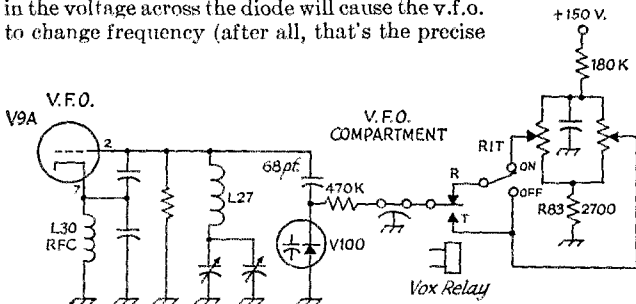 in the voltage across the diode will cause the v.f.o.
to change frequency (after all, that's the precise
+150 V.
180K
V.F.O.
V9A
2
7
L30
RFC
L27
68pf.
470K
V100
V.F.O.
COMPARTMENT
R
T
RIT
ON
OFF
R83
2700
Vox Relay